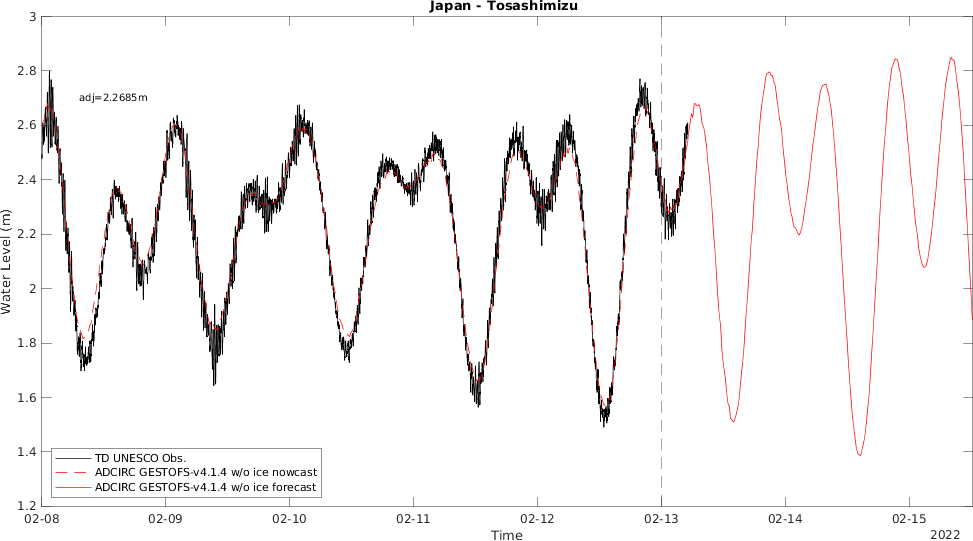 Japan - Tosashimizu
adj=2.2685m
Water Level (m)
3
2.8
2.6
2.4
2.2
2
1.8
1.6
1.4
1.2
TD UNESCO Obs.
ADCIRC GESTOFS-v4.1.4 w/o ice nowcast
ADCIRC GESTOFS-v4.1.4 w/o ice forecast
02-08 02-09 02-10 02-11 02-12 02-13 02-14 02-15
Time
2022